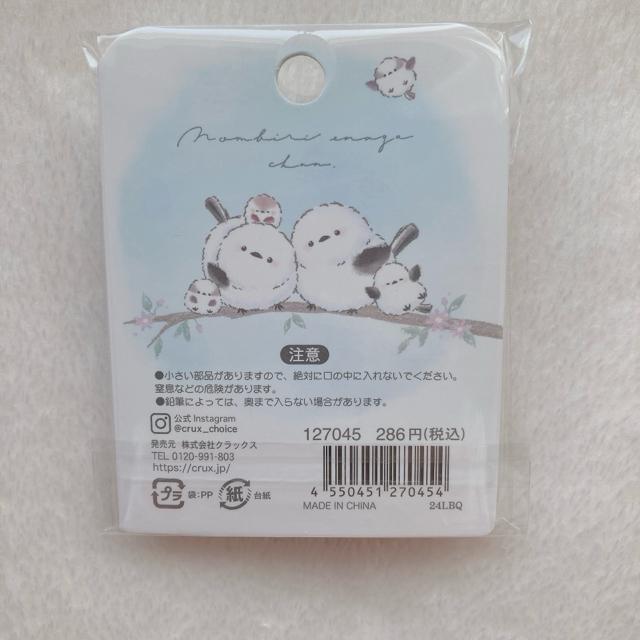 Nombiri enaga
chan.
注意
●小さい部品がありますので、絶対に口の中に入れないでください。
窒息などの危険があります。
●鉛筆によっては、奥まで入らない場合があります。
公式 Instagram
@crux_choice
発売元 株式会社クラックス
TEL 0120-991-803
https://crux.jp/
127045 286円(税込)
プラ 袋:PP 紙 台紙
4 550451 270454
MADE IN CHINA 24LBQ